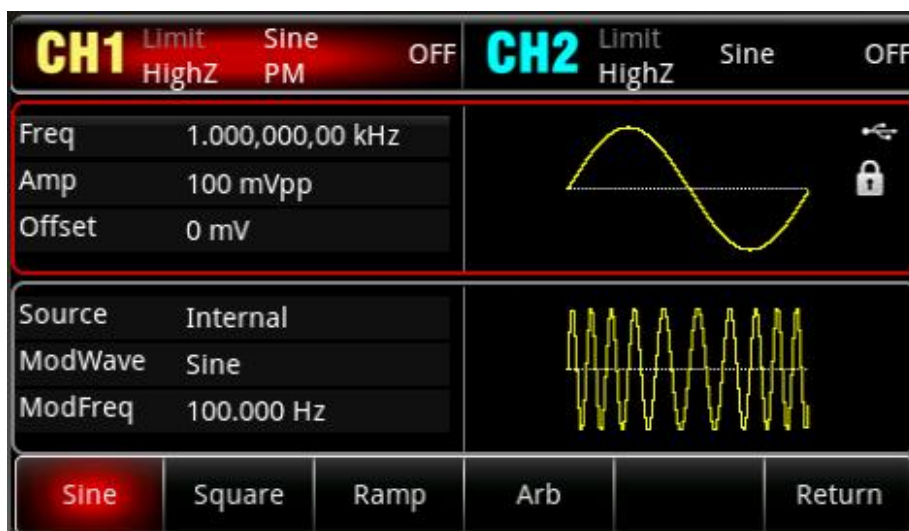 CH1 Limit Sine OFF CH2 Limit Sine OFF
HighZ PM HighZ
Freq 1.000,000,00 kHz
Amp 100 mVpp
Offset 0 mV
Source Internal
ModWave Sine
ModFreq 100.000 Hz
Sine Square Ramp Arb Return